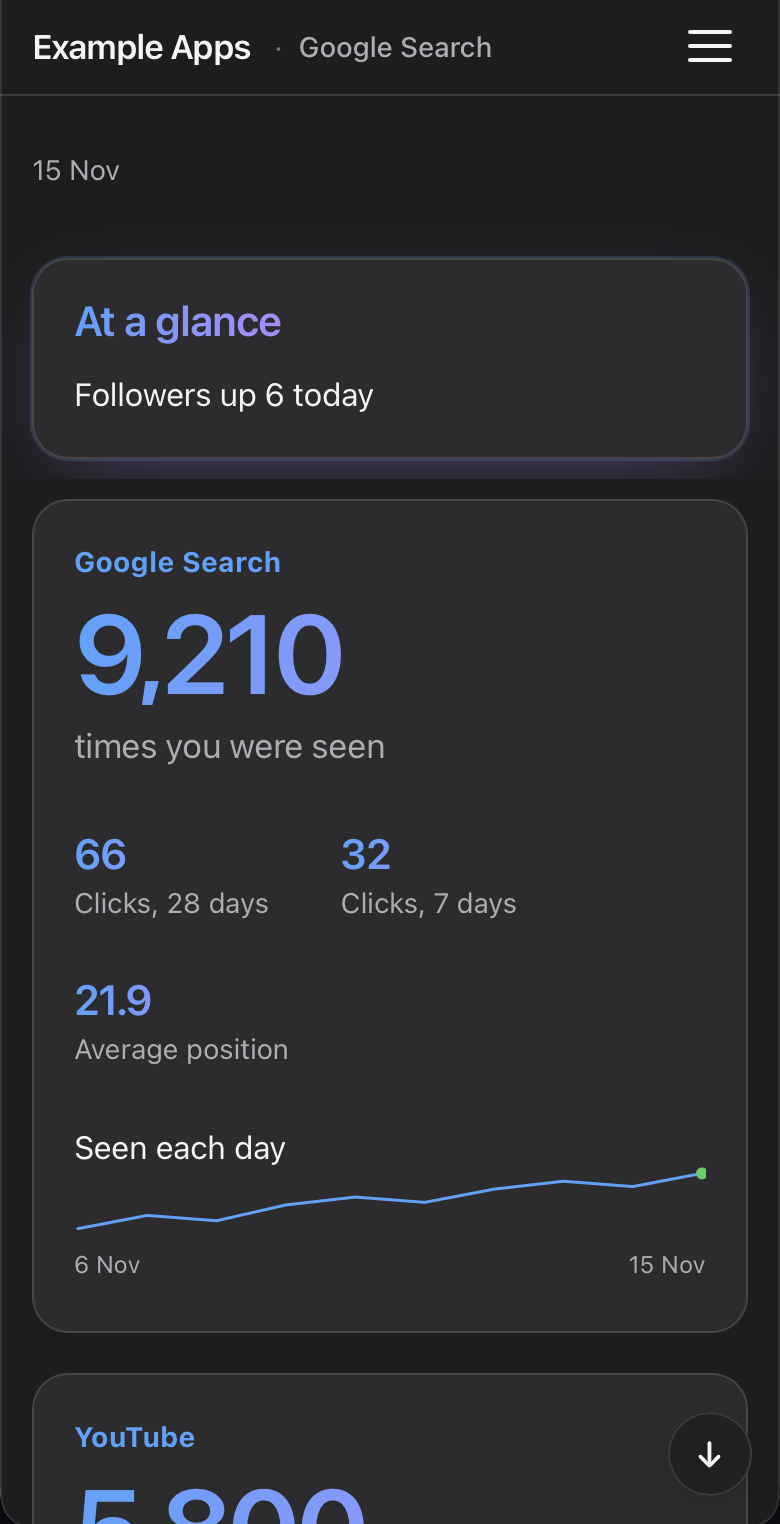 Example Apps · Google Search
15 Nov
At a glance
Followers up 6 today
Google Search
9,210
times you were seen
66
Clicks, 28 days
32
Clicks, 7 days
21.9
Average position
Seen each day
6 Nov
15 Nov
YouTube
5,800